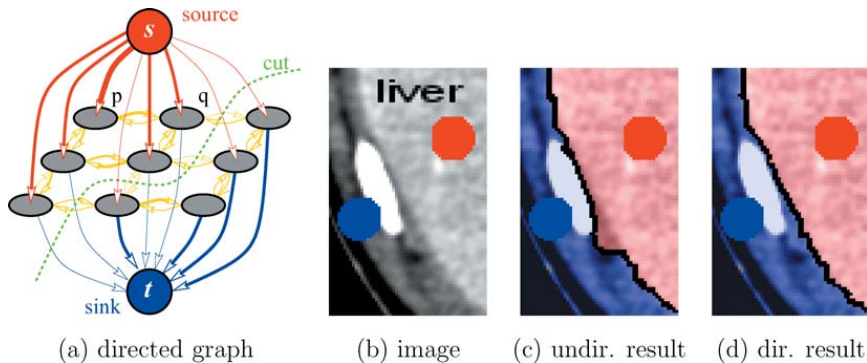 s
source
cut
p
q
sink
t
liver
(a) directed graph
(b) image
(c) undir. result
(d) dir. result